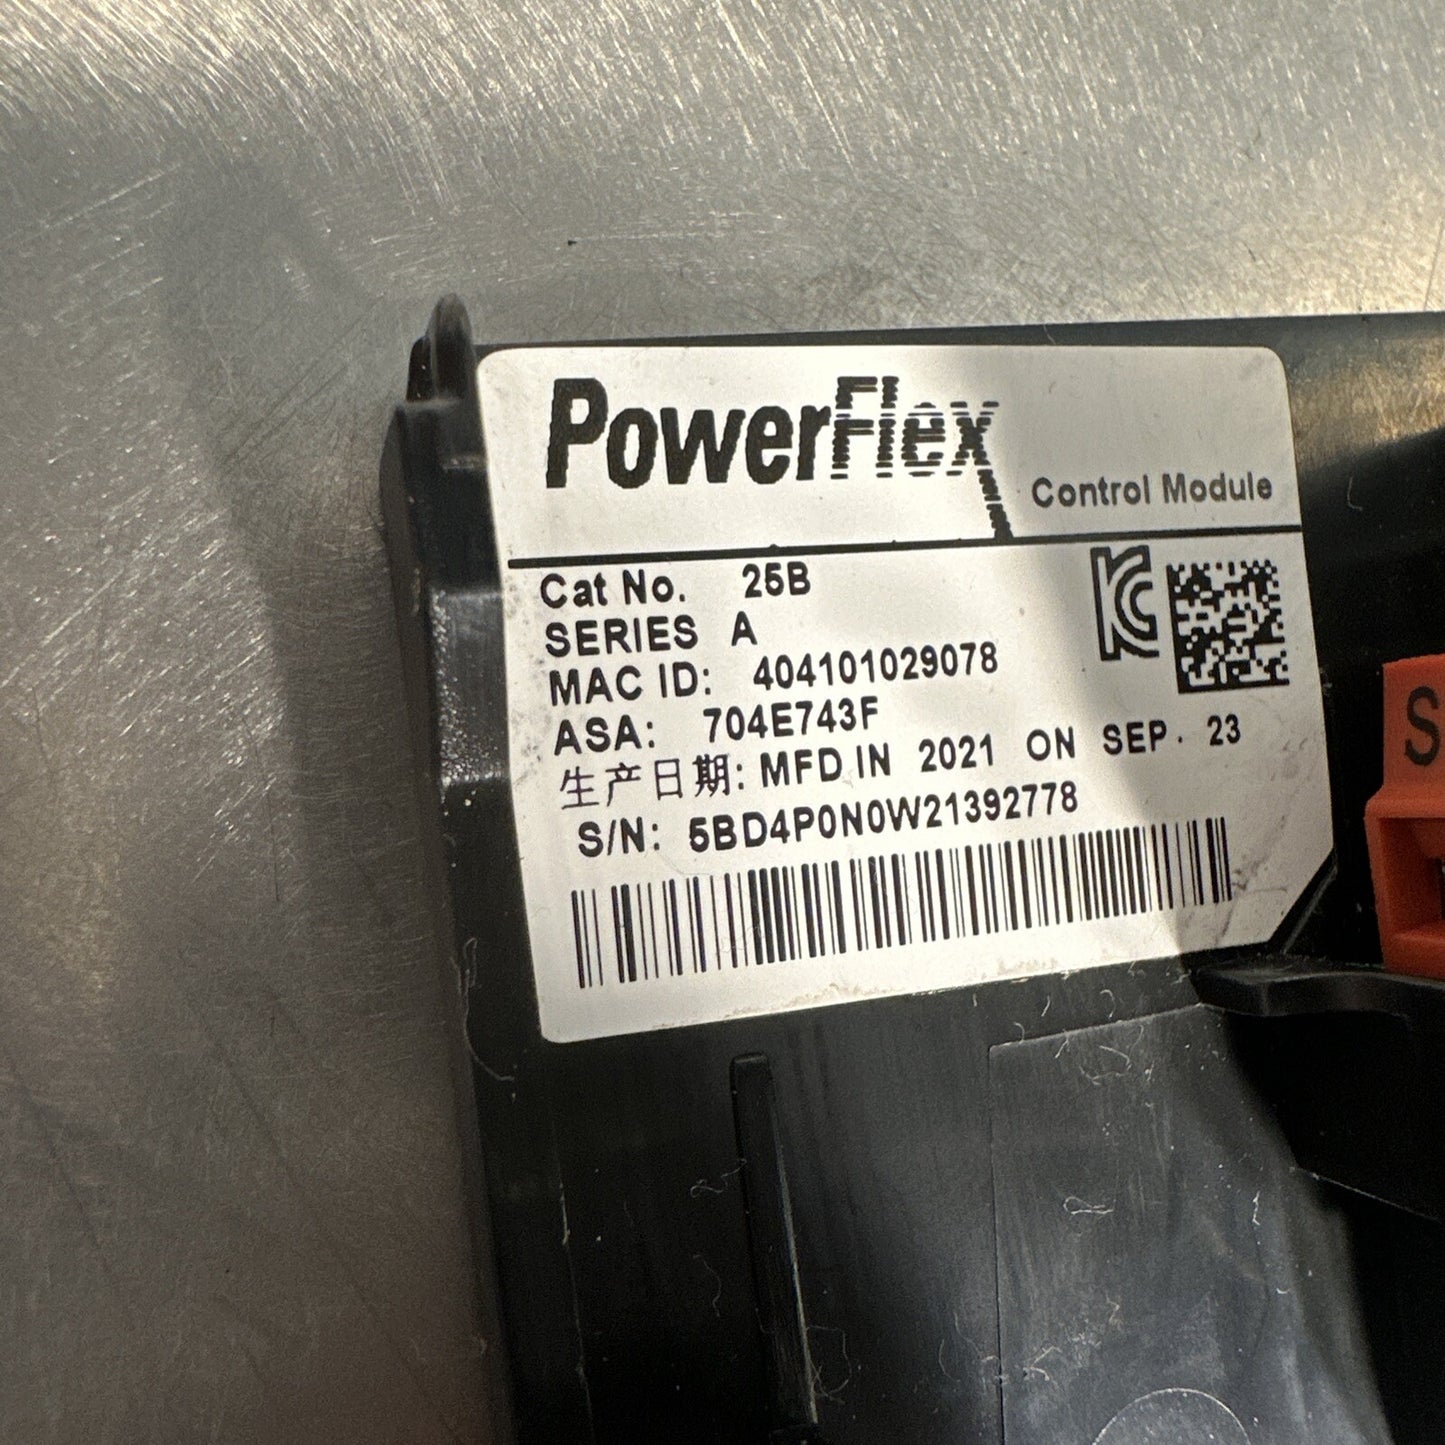 PowerFlex
Control Module
Cat No. 25B
SERIES A
MAC ID: 404101029078
ASA: 704E743F
生产日期: MFD IN 2021 ON SEP. 23
S/N: 5BD4P0N0W21392778
S